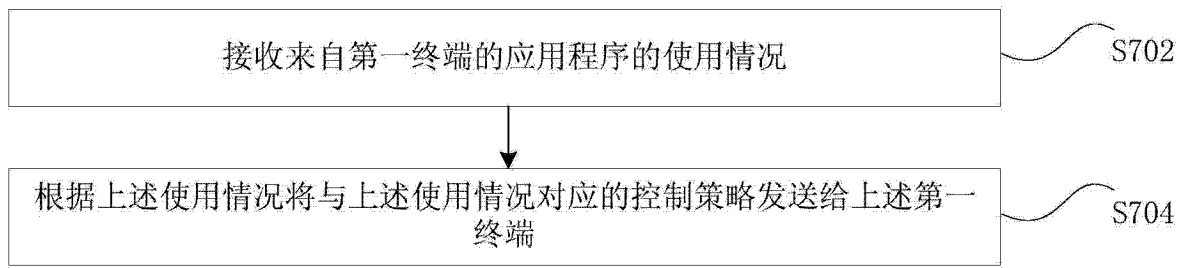 接收来自第一终端的应用程序的使用情况
S702
根据上述使用情况将与上述使用情况对应的控制策略发送给上述第一
终端
S704